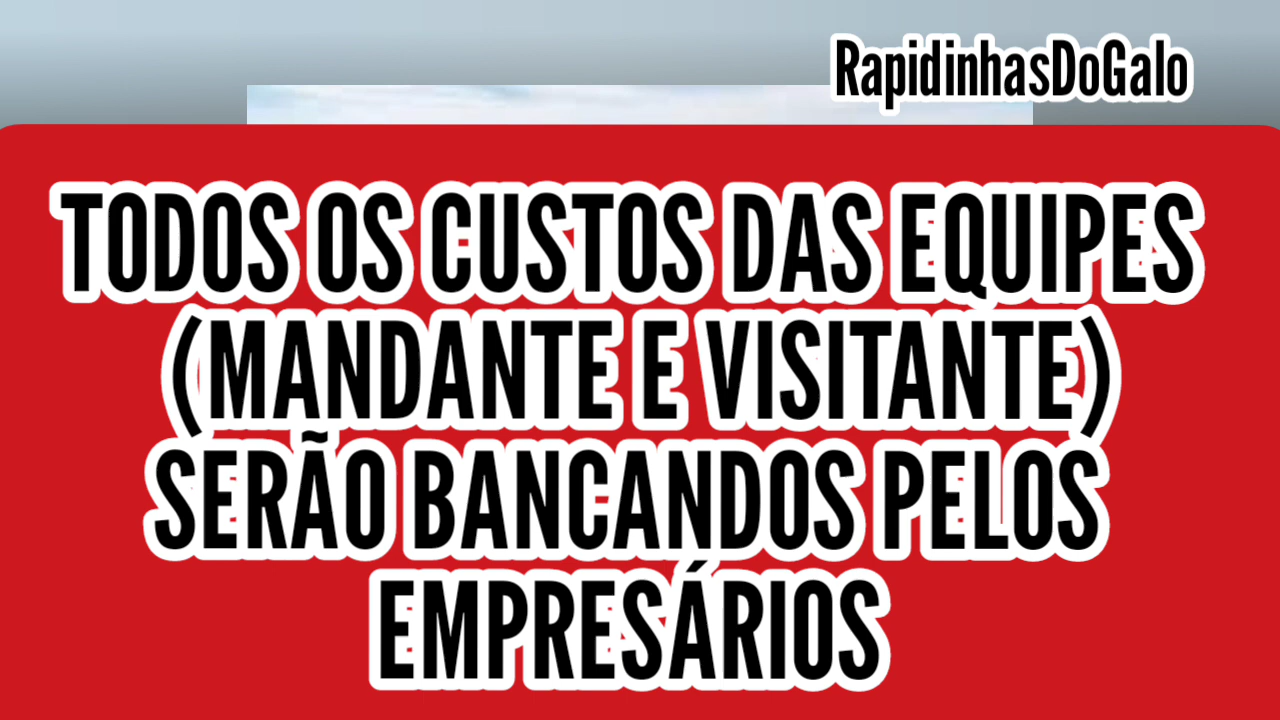 RapidinhasDoGalo
TODOS OS CUSTOS DAS EQUIPES
(MANDANTE E VISITANTE)
SERÃO BANCANDOS PELOS
EMPRESÁRIOS